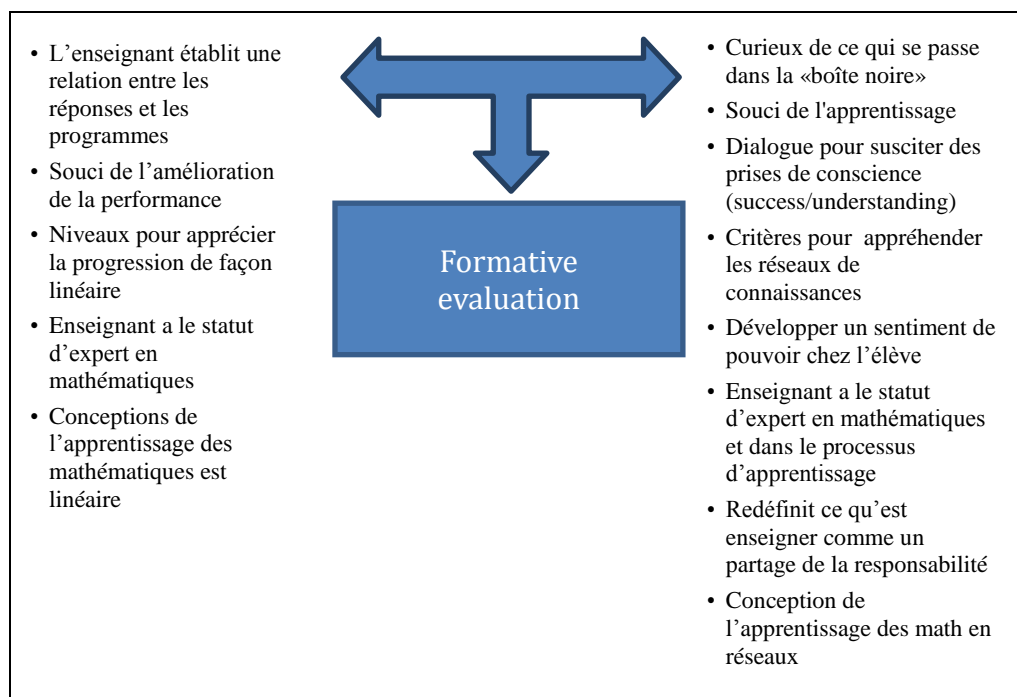 • L’enseignant établit une
relation entre les
réponses et les
programmes
• Souci de l’amélioration
de la performance
• Niveaux pour apprécier
la progression de façon
linéaire
• Enseignant a le statut
d’expert en
mathématiques
• Conceptions de
l’apprentissage des
mathématiques est
linéaire
Formative
evaluation
• Curieux de ce qui se passe
dans la «boîte noire»
• Souci de l'apprentissage
• Dialogue pour susciter des
prises de conscience
(success/understanding)
• Critères pour appréhender
les réseaux de
connaissances
• Développer un sentiment de
pouvoir chez l’élève
• Enseignant a le statut
d’expert en mathématiques
et dans le processus
d’apprentissage
• Redéfinit ce qu’est
enseigner comme un
partage de la responsabilité
• Conception de
l’apprentissage des math en
réseaux